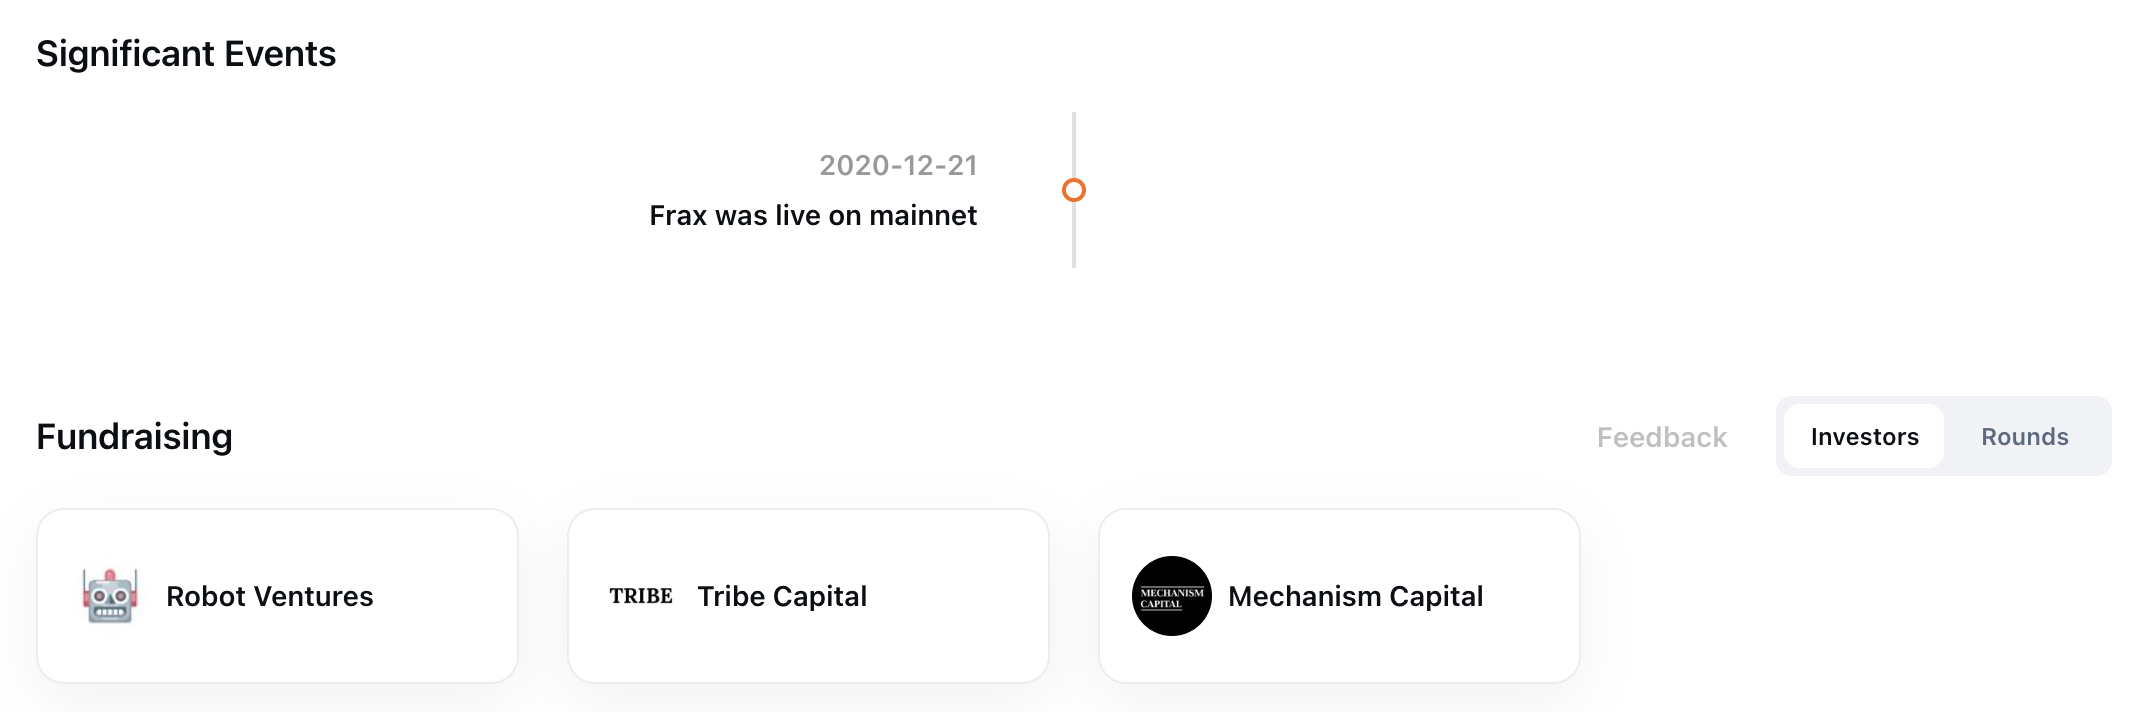 Significant Events
2020-12-21
Frax was live on mainnet
Fundraising
Feedback
Investors
Rounds
Robot Ventures
TRIBE
Tribe Capital
MECHANISM
CAPITAL
Mechanism Capital